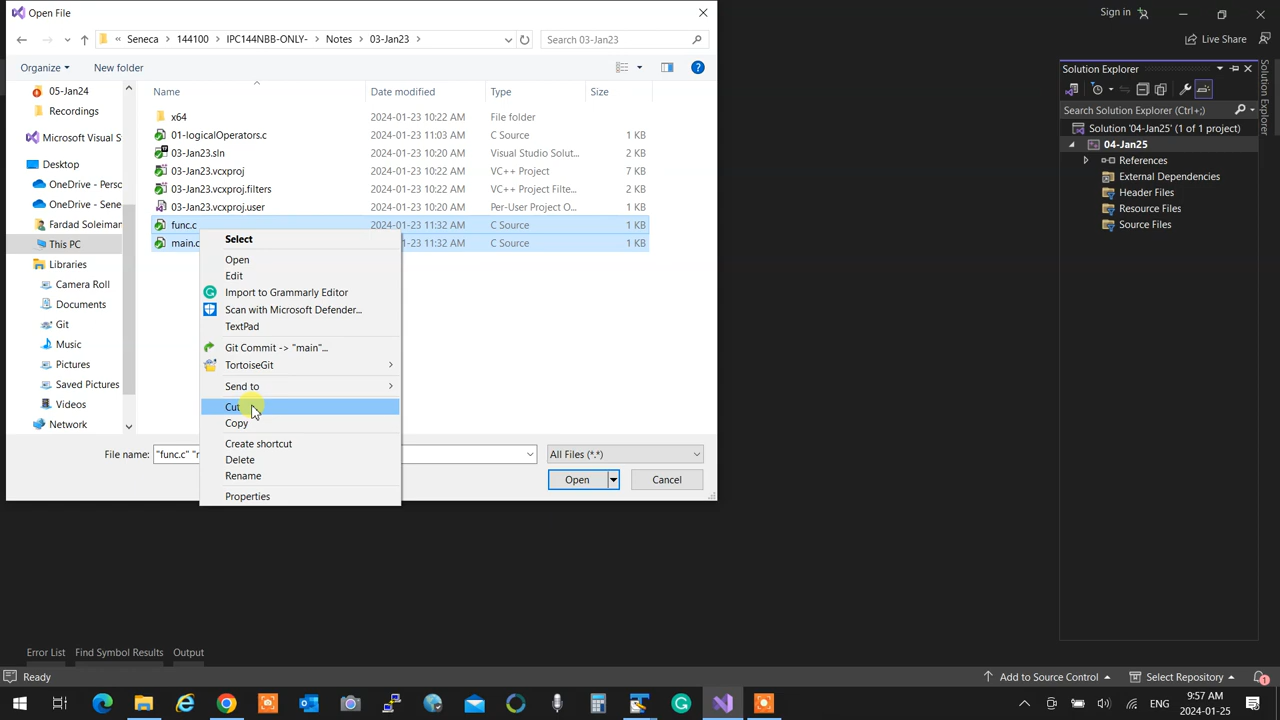 Open File
« Seneca > 144100 > IPC144NBB-ONLY- > Notes > 03-Jan23 >
Search 03-Jan23
Organize
New folder
05-Jan24
Recordings
Microsoft Visual S
Desktop
OneDrive - Perso
OneDrive - Sene
Fardad Soleiman
This PC
Libraries
Camera Roll
Documents
Git
Music
Pictures
Saved Pictures
Videos
Network
Name Date modified Type Size
x64 2024-01-23 10:22 AM File folder
01-logicalOperators.c 2024-01-23 11:03 AM C Source 1 KB
03-Jan23.sln 2024-01-23 10:20 AM Visual Studio Solut... 2 KB
03-Jan23.vcxproj 2024-01-23 10:22 AM VC++ Project 7 KB
03-Jan23.vcxproj.filters 2024-01-23 10:22 AM VC++ Project Filte... 2 KB
03-Jan23.vcxproj.user 2024-01-23 10:20 AM Per-User Project O... 1 KB
func.c 2024-01-23 11:32 AM C Source 1 KB
main.c 4-01-23 11:32 AM C Source 1 KB
Select
Open
Edit
Import to Grammarly Editor
Scan with Microsoft Defender...
TextPad
Git Commit -> "main"...
TortoiseGit
Send to
Cut
Copy
Create shortcut
Delete
Rename
Properties
File name: "func.c" "n
All Files (*.*)
Open
Cancel
Sign in
Live Share
Solution Explorer
Search Solution Explorer (Ctrl+;)
Solution '04-Jan25' (1 of 1 project)
04-Jan25
References
External Dependencies
Header Files
Resource Files
Source Files
Solution Explorer
Error List Find Symbol Results Output
Ready
Add to Source Control
Select Repository
1
ENG
9:57 AM
2024-01-25